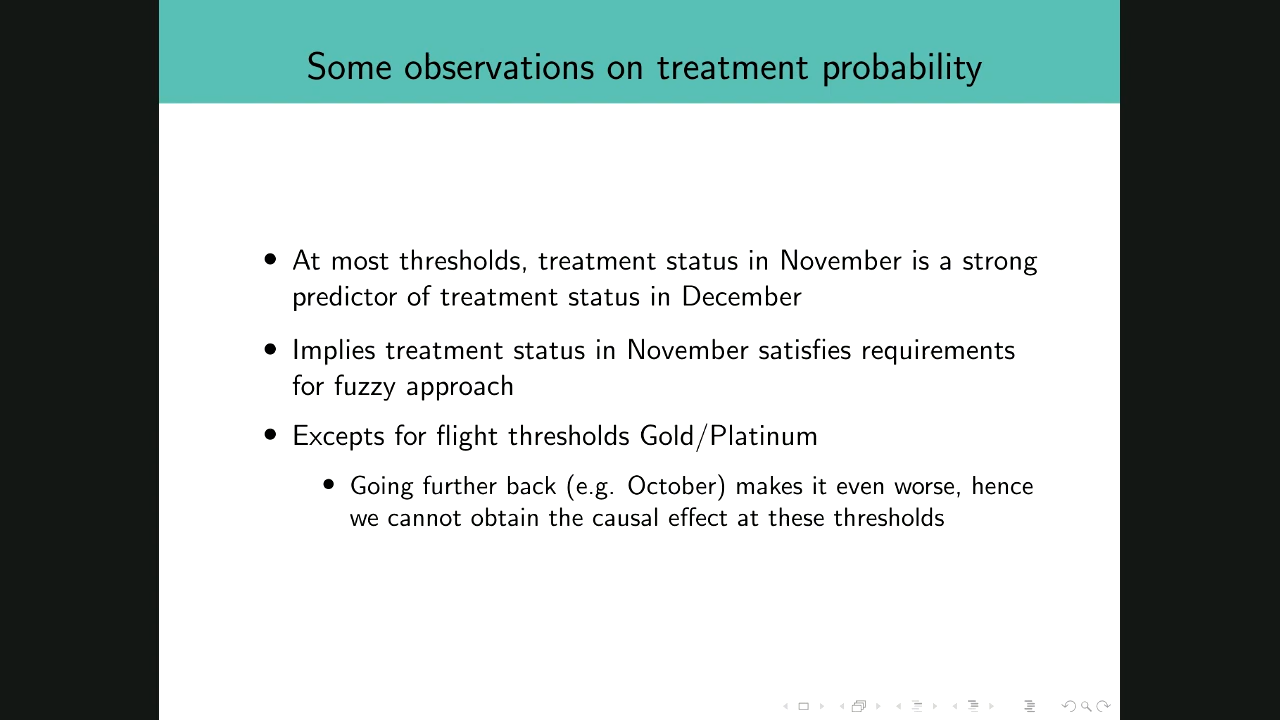 Some observations on treatment probability
• At most thresholds, treatment status in November is a strong
predictor of treatment status in December
• Implies treatment status in November satisfies requirements
for fuzzy approach
• Excepts for flight thresholds Gold/Platinum
• Going further back (e.g. October) makes it even worse, hence
we cannot obtain the causal effect at these thresholds